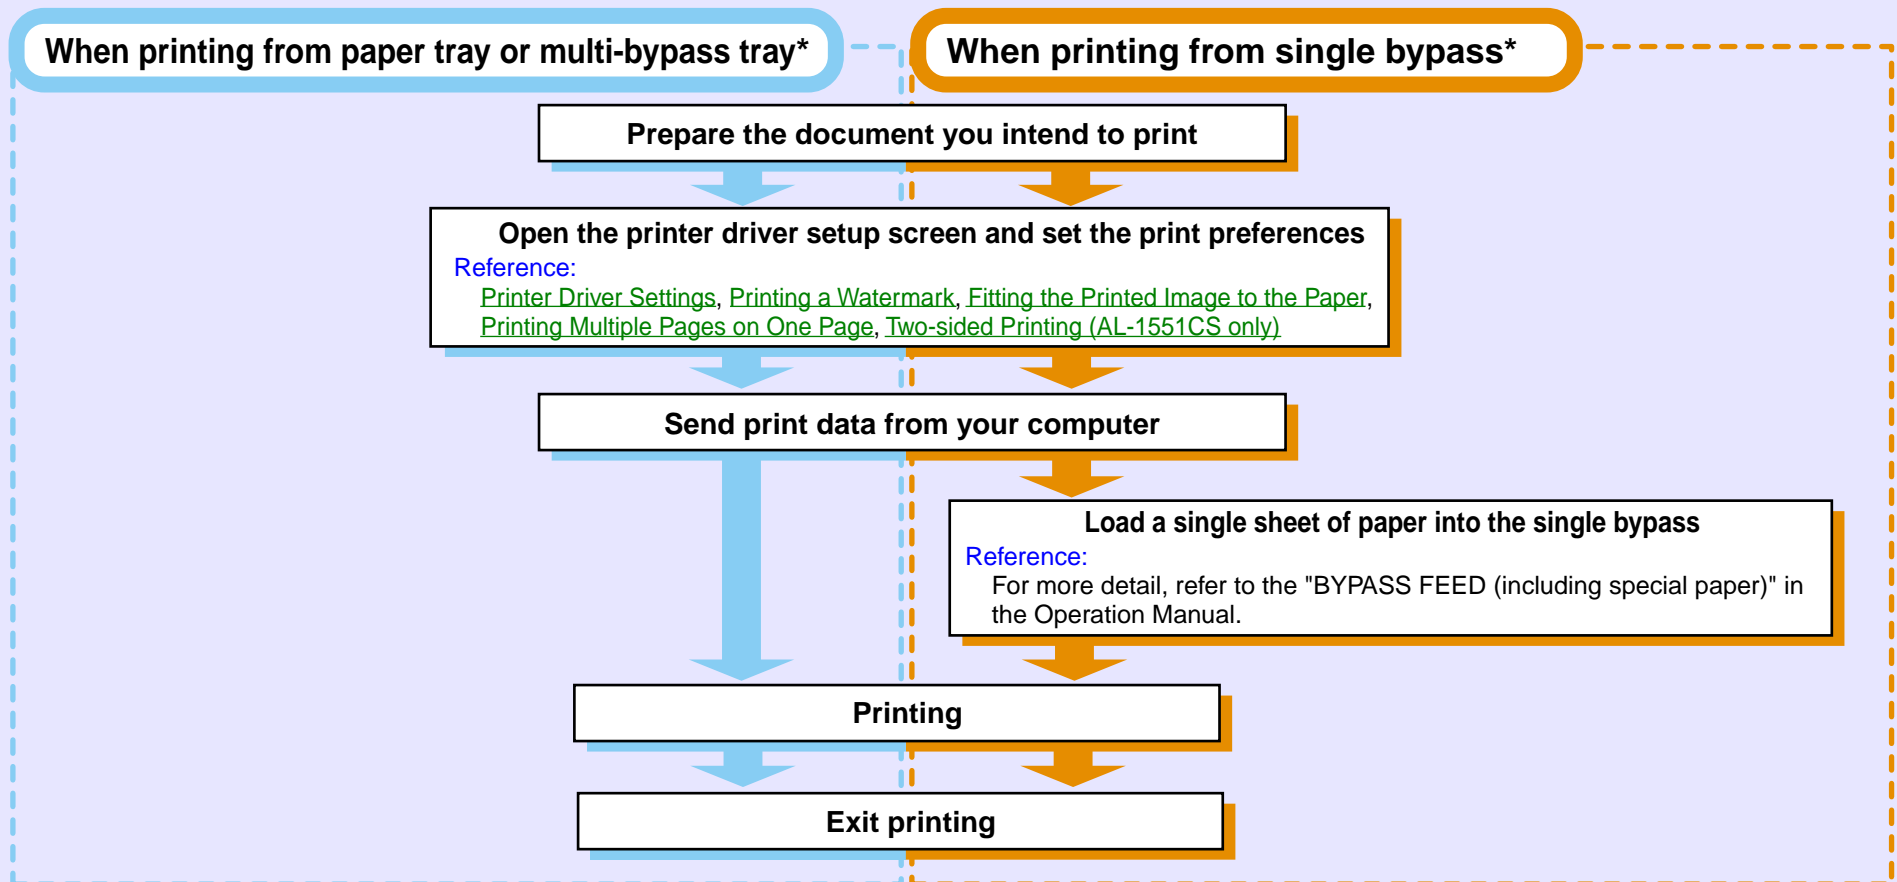 When printing from paper tray or multi-bypass tray*
When printing from single bypass*
Prepare the document you intend to print
Open the printer driver setup screen and set the print preferences
Reference:
Printer Driver Settings, Printing a Watermark, Fitting the Printed Image to the Paper,
Printing Multiple Pages on One Page, Two-sided Printing (AL-1551CS only)
Send print data from your computer
Load a single sheet of paper into the single bypass
Reference:
For more detail, refer to the "BYPASS FEED (including special paper)" in
the Operation Manual.
Printing
Exit printing